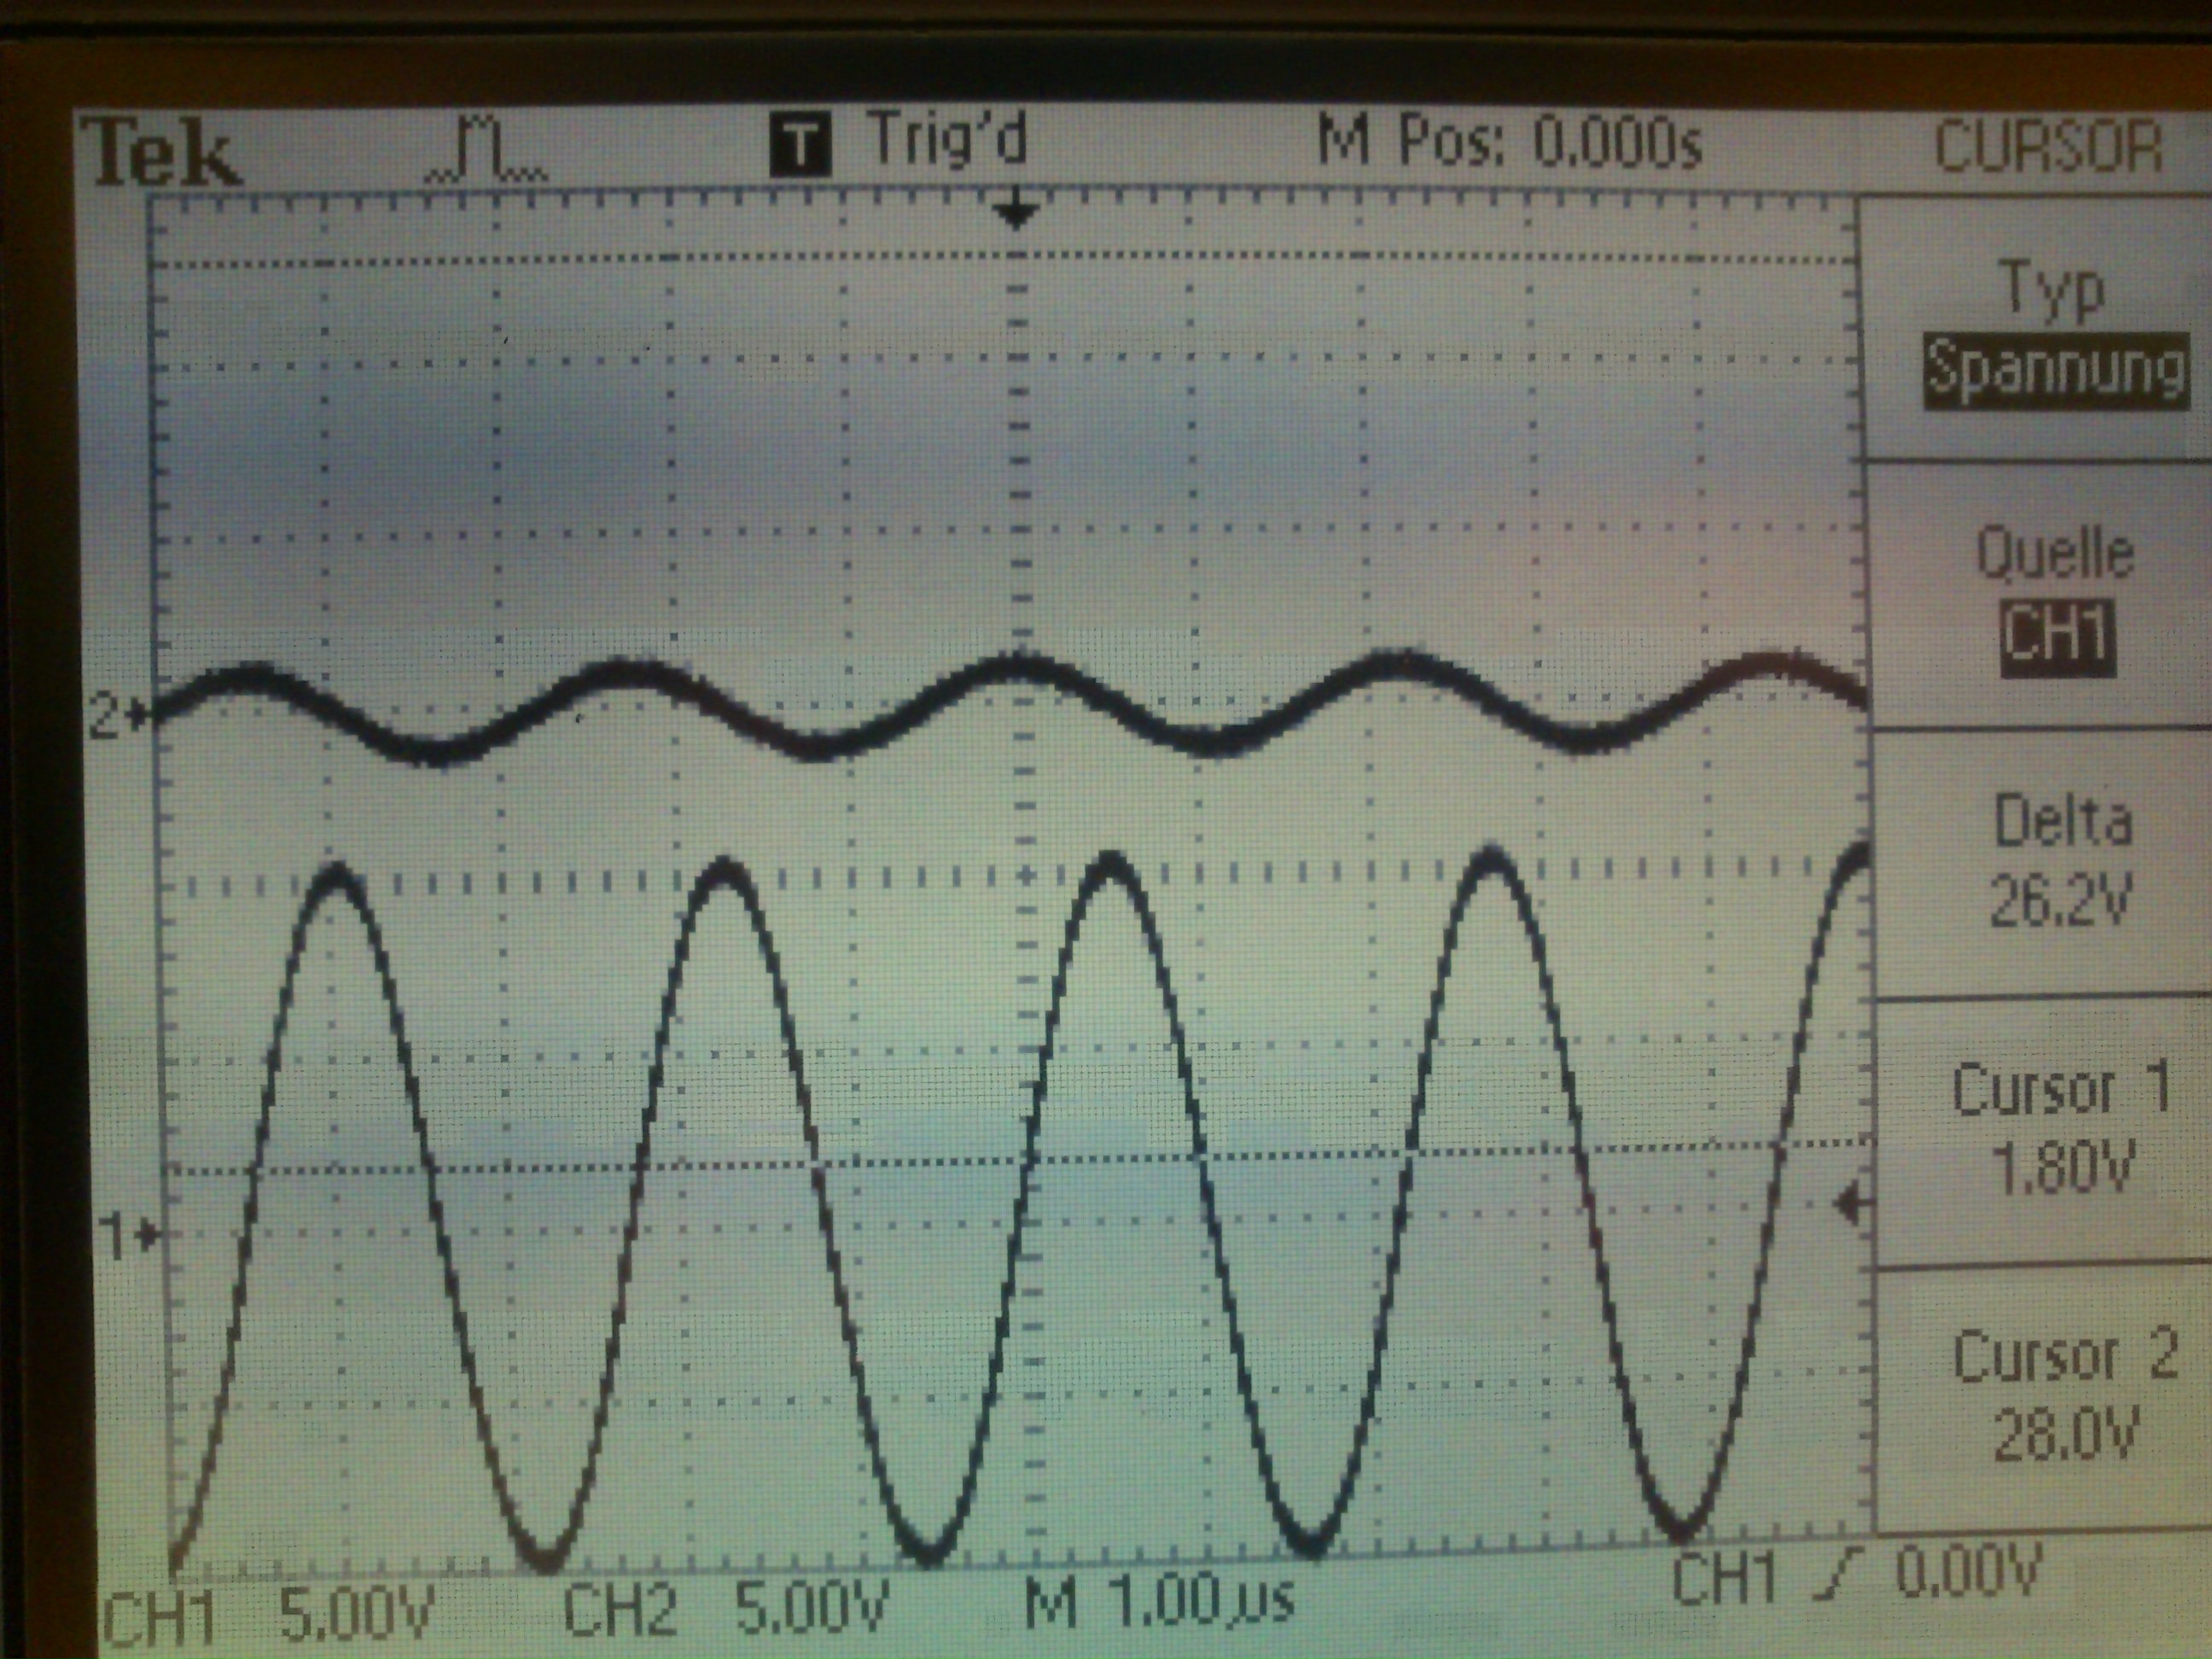 Tek T Trig'd M Pos: 0.000s CURSOR
Typ
Spannung
Quelle
CH1
Delta
26.2V
Cursor 1
1.80V
Cursor 2
28.0V
2
1
CH1 5.00V CH2 5.00V M 1.00µs CH1 0.00V